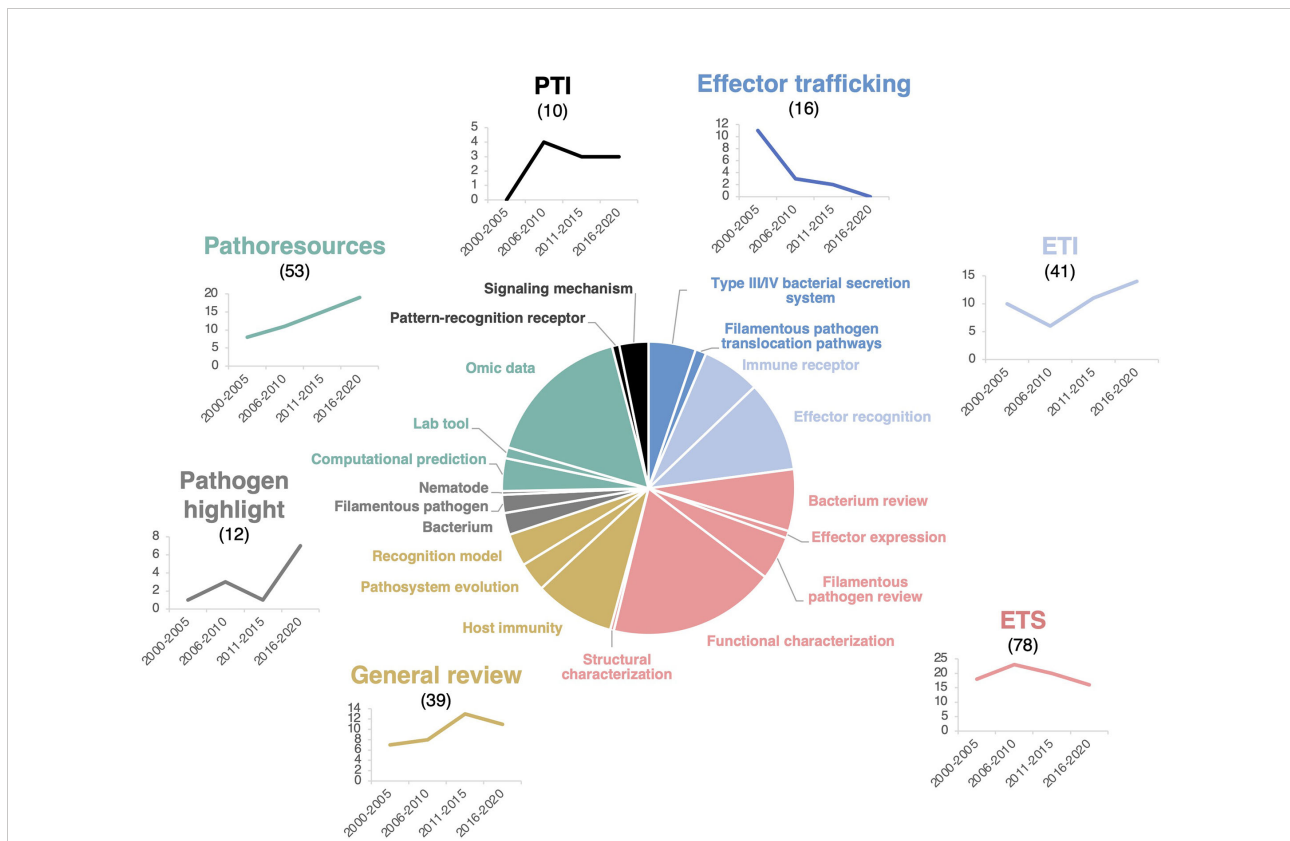 PTI
(10)
5
4
3
2
1
0
2000-2005
2006-2010
2011-2015
2016-2020
Effector trafficking
(16)
12
10
8
6
4
2
0
2000-2005
2006-2010
2011-2015
2016-2020
Pathoresources
(53)
20
15
10
5
0
2000-2005
2006-2010
2011-2015
2016-2020
ETI
(41)
15
10
5
0
2000-2005
2006-2010
2011-2015
2016-2020
Signaling mechanism
Pattern-recognition receptor
Omic data
Lab tool
Computational prediction
Nematode
Filamentous pathogen
Bacterium
Recognition model
Pathosystem evolution
Host immunity
Structural
characterization
Type III/IV bacterial secretion
system
Filamentous pathogen
translocation pathways
Immune receptor
Effector recognition
Bacterium review
Effector expression
Filamentous
pathogen review
Functional characterization
Pathogen
highlight
(12)
8
6
4
2
0
2000-2005
2006-2010
2011-2015
2016-2020
General review
(39)
14
12
10
8
6
4
2
0
2000-2005
2006-2010
2011-2015
2016-2020
ETS
(78)
25
20
15
10
5
0
2000-2005
2006-2010
2011-2015
2016-2020